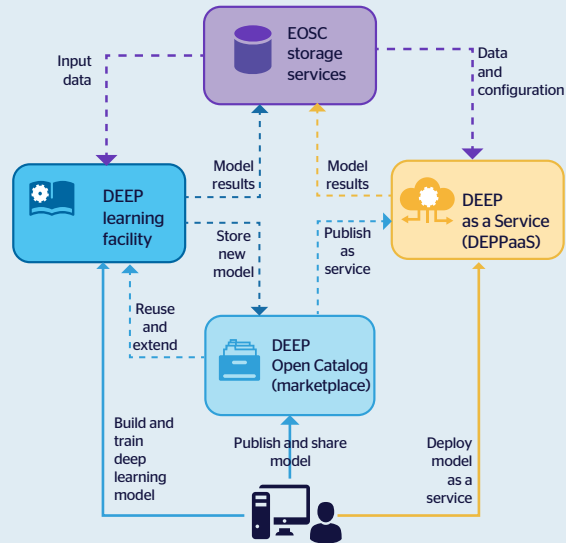 EOSC
storage
services
Input
data
Data
and
configuration
Model
results
Model
results
DEEP
learning
facility
DEEP
as a Service
(DEPPaaS)
Store
new
model
Publish
as
service
Reuse
and
extend
DEEP
Open Catalog
(marketplace)
Build and
train
deep
learning
model
Publish and share
model
Deploy
model
as a
service